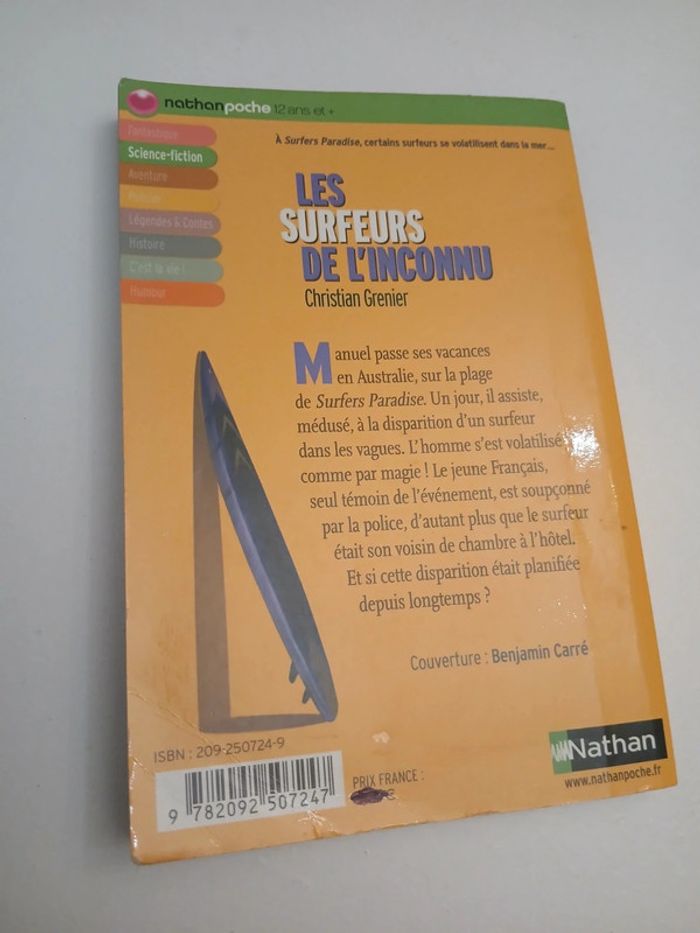 nathanpoche 12 ans et +
Fantastique
Science-fiction
Aventure
Policier
Légendes & Contes
Histoire
C'est la vie !
Humour
À Surfers Paradise, certains surfeurs se volatilisent dans la mer...
LES
SURFEURS
DE L'INCONNU
Christian Grenier
Manuel passe ses vacances
en Australie, sur la plage
de Surfers Paradise. Un jour, il assiste,
médusé, à la disparition d'un surfeur
dans les vagues. L'homme s'est volatilisé
comme par magie ! Le jeune Français,
seul témoin de l'événement, est soupçonné
par la police, d'autant plus que le surfeur
était son voisin de chambre à l'hôtel.
Et si cette disparition était planifiée
depuis longtemps ?
Couverture : Benjamin Carré
ISBN : 209-250724-9
9 782092 507247
PRIX FRANCE :
€
Nathan
www.nathanpoche.fr